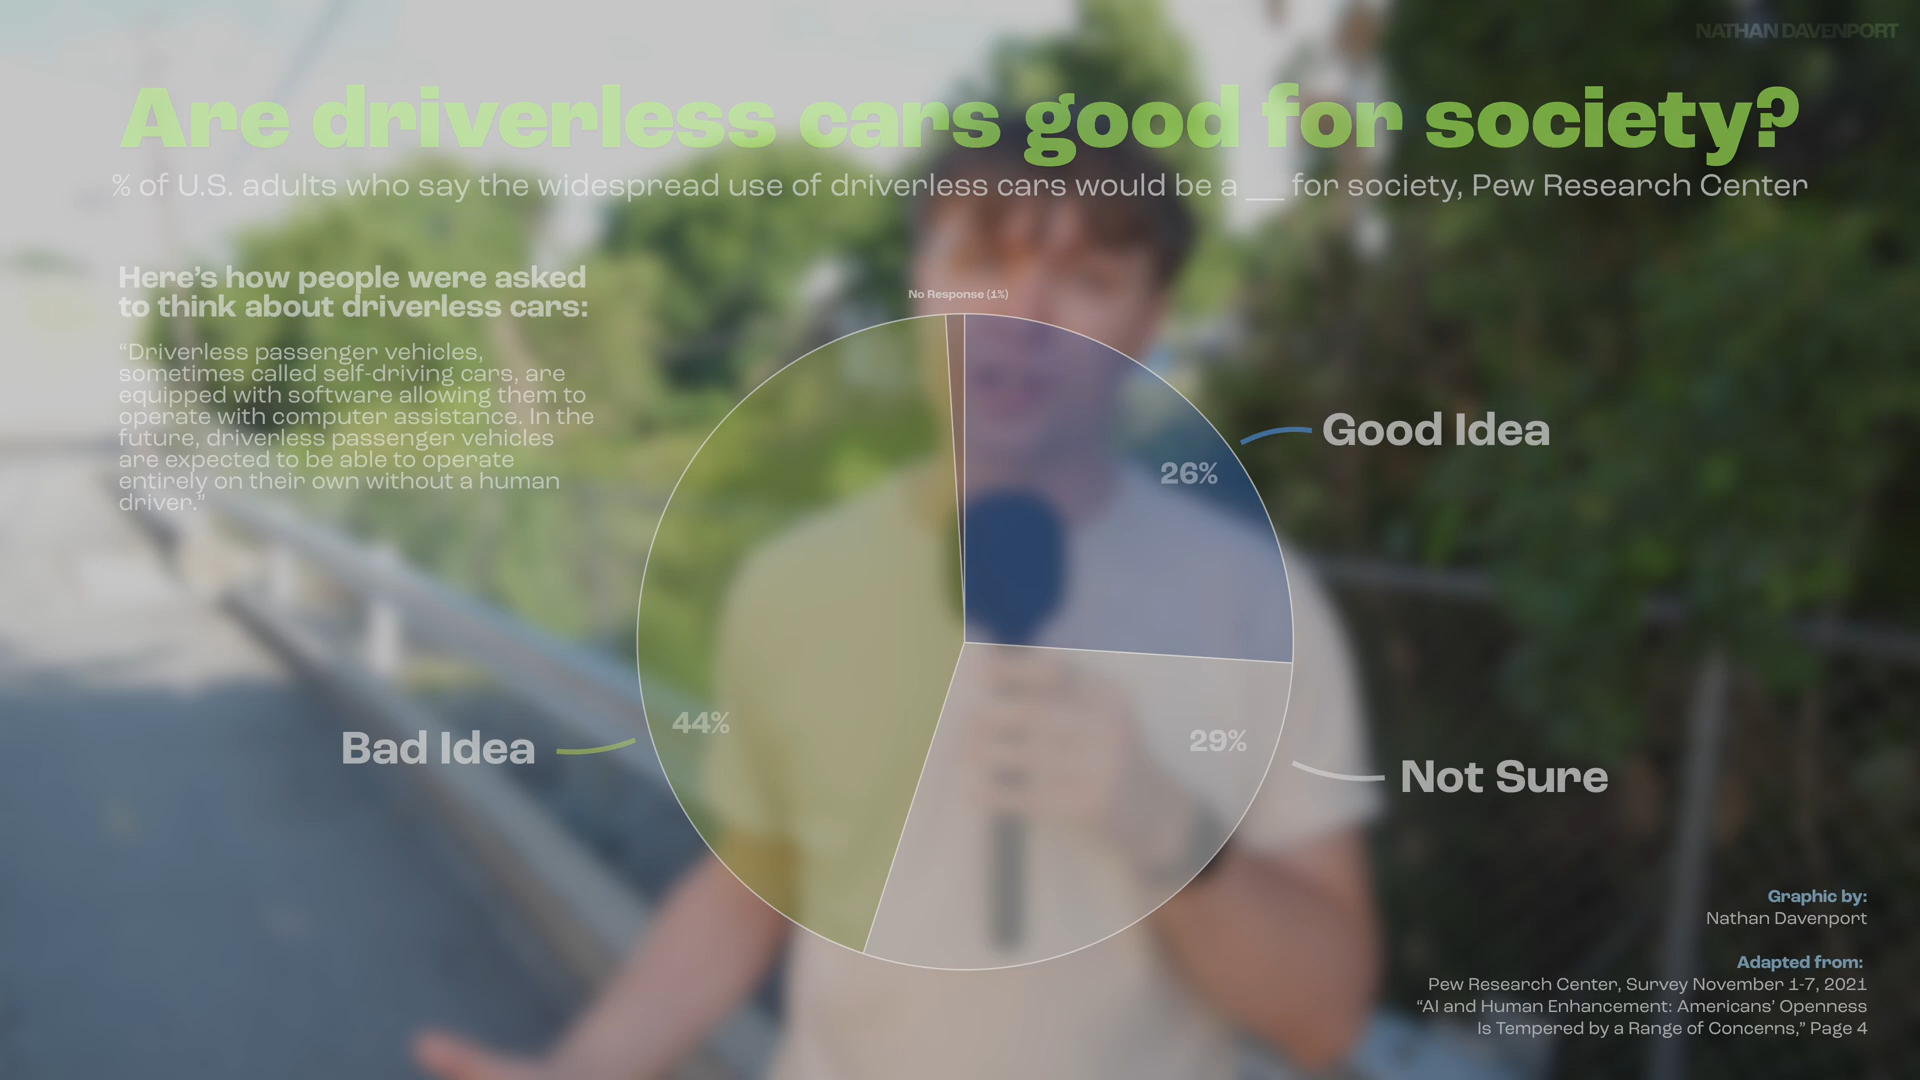 NATHAN DAVENPORT
Are driverless cars good for society?
% of U.S. adults who say the widespread use of driverless cars would be a __ for society, Pew Research Center
Here’s how people were asked
to think about driverless cars:
“Driverless passenger vehicles,
sometimes called self-driving cars, are
equipped with software allowing them to
operate with computer assistance. In the
future, driverless passenger vehicles
are expected to be able to operate
entirely on their own without a human
driver.”
No Response (1%)
Good Idea
26%
44%
Bad Idea
29%
Not Sure
Graphic by:
Nathan Davenport
Adapted from:
Pew Research Center, Survey November 1-7, 2021
“AI and Human Enhancement: Americans’ Openness
Is Tempered by a Range of Concerns,” Page 4